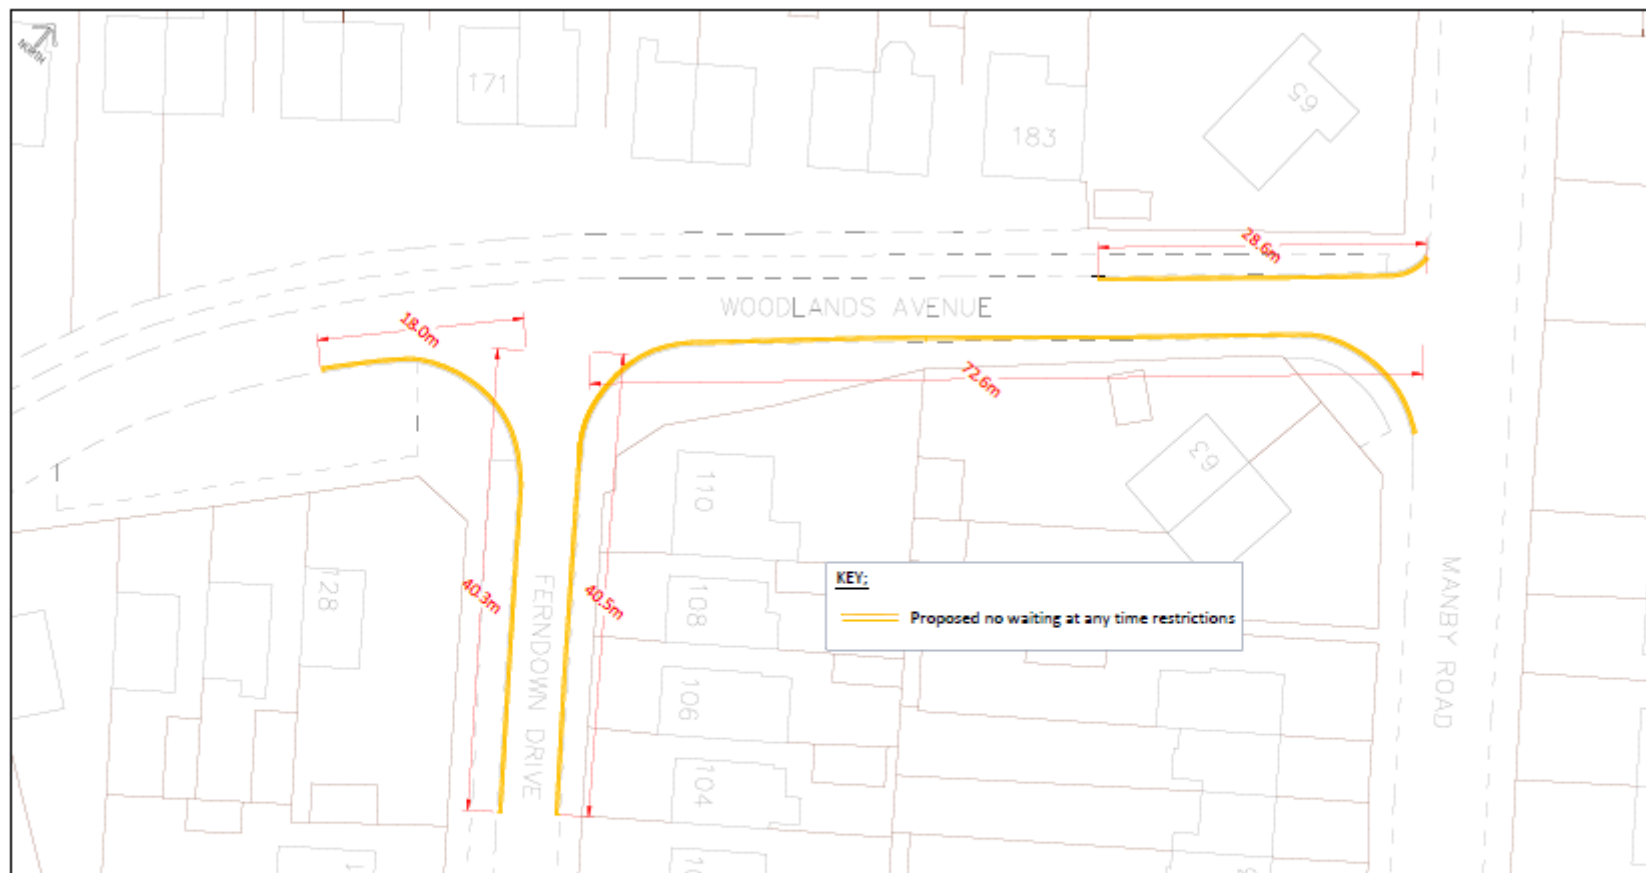 NORTH
171
183
65
28.6m
WOODLANDS AVENUE
18.0m
72.6m
63
110
KEY:
Proposed no waiting at any time restrictions
128
40.3m
FERNDOWN DRIVE
40.5m
108
MANBY ROAD
106
104